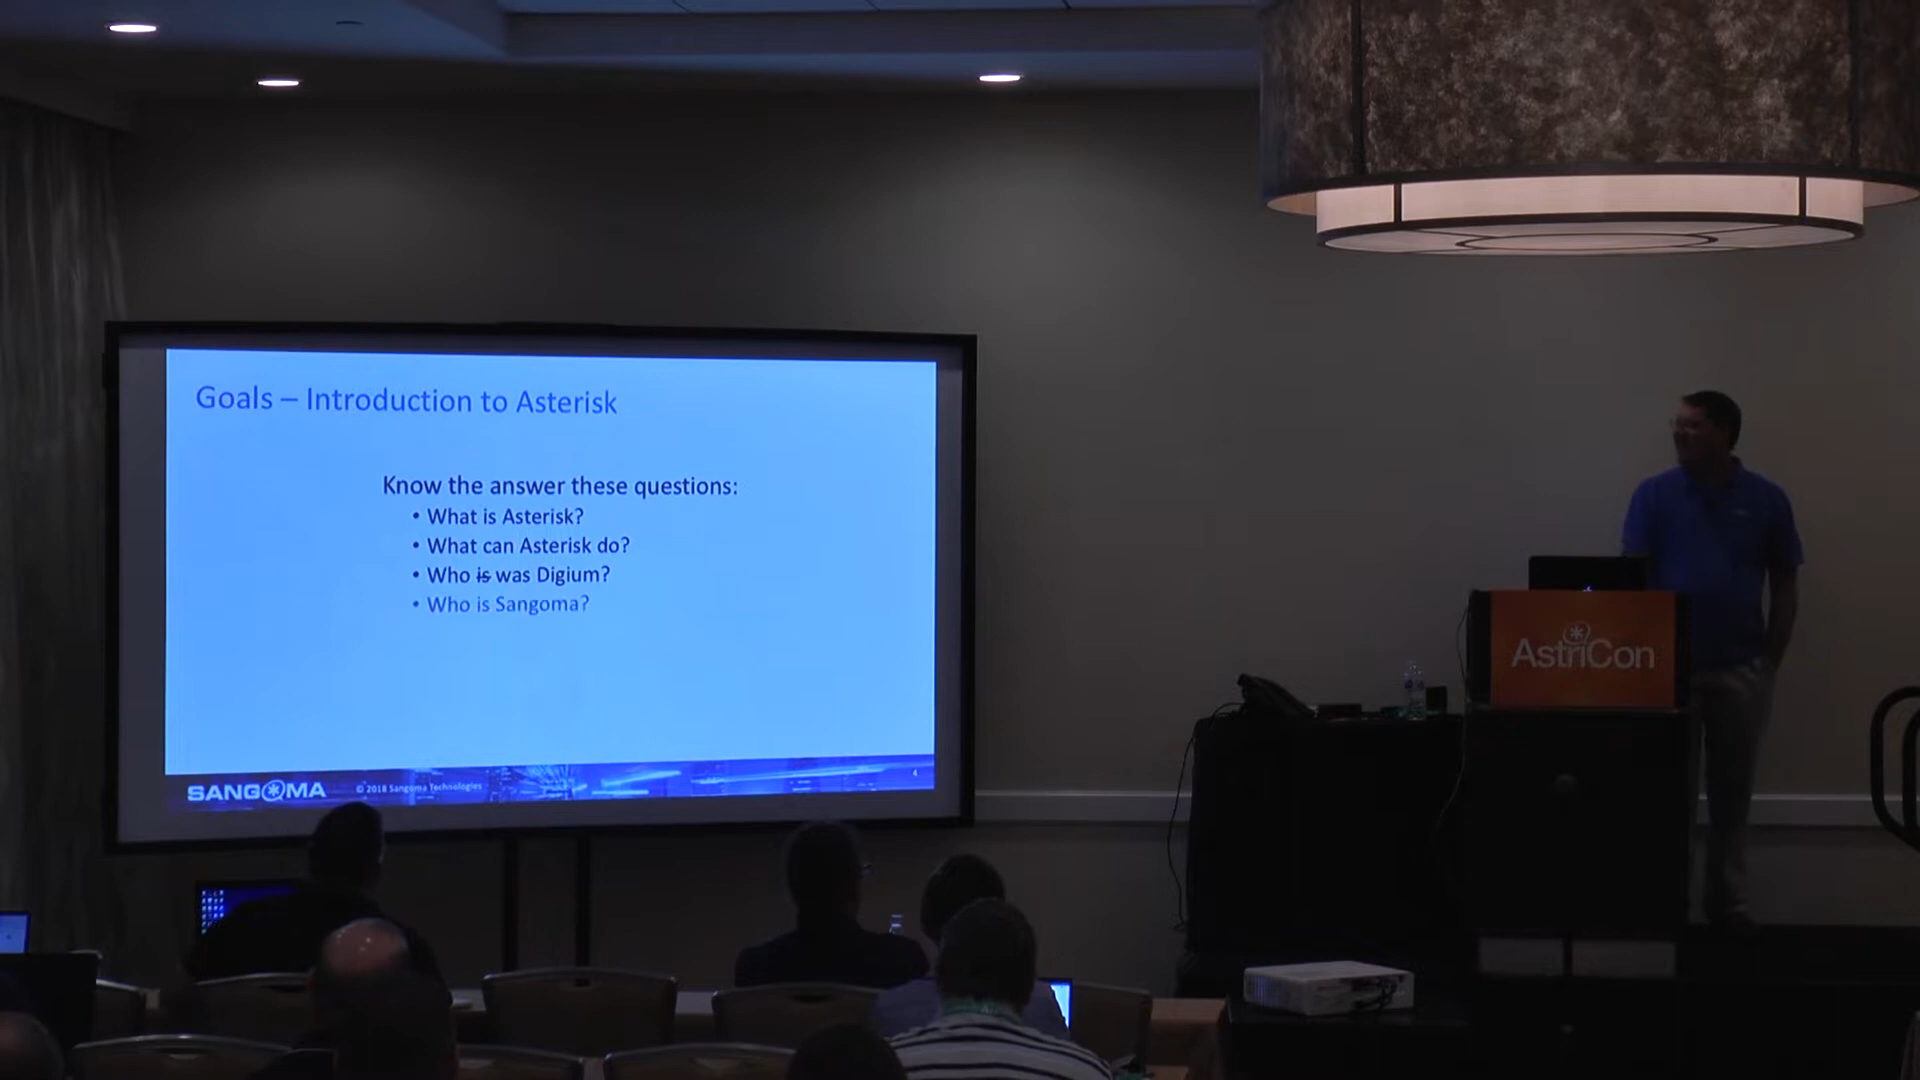 Goals – Introduction to Asterisk
Know the answer these questions:
• What is Asterisk?
• What can Asterisk do?
• Who ~~is~~ was Digium?
• Who is Sangoma?
SANGOMA
© 2018 Sangoma Technologies
4
AstriCon